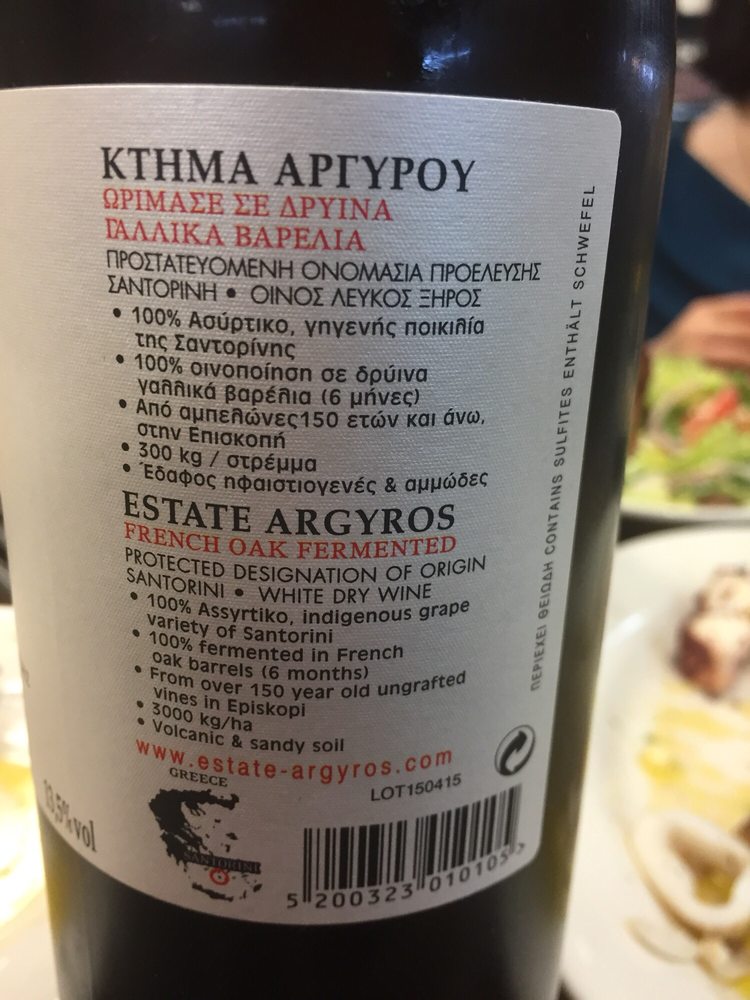 ΚΤΗΜΑ ΑΡΓΥΡΟΥ
ΩΡΙΜΑΣΕ ΣΕ ΔΡΥΙΝΑ
ΓΑΛΛΙΚΑ ΒΑΡΕΛΙΑ
ΠΡΟΣΤΑΤΕΥΟΜΕΝΗ ΟΝΟΜΑΣΙΑ ΠΡΟΕΛΕΥΣΗΣ
ΣΑΝΤΟΡΙΝΗ • ΟΙΝΟΣ ΛΕΥΚΟΣ ΞΗΡΟΣ
• 100% Ασύρτικο, γηγενής ποικιλία
της Σαντορίνης
• 100% οινοποίηση σε δρύινα
γαλλικά βαρέλια (6 μήνες)
• Από αμπελώνες150 ετών και άνω,
στην Επισκοπή
• 300 kg / στρέμμα
• Έδαφος ηφαιστιογενές & αμμώδες
ESTATE ARGYROS
FRENCH OAK FERMENTED
PROTECTED DESIGNATION OF ORIGIN
SANTORINI • WHITE DRY WINE
• 100% Assyrtiko, indigenous grape
variety of Santorini
• 100% fermented in French
oak barrels (6 months)
• From over 150 year old ungrafted
vines in Episkopi
• 3000 kg/ha
• Volcanic & sandy soil
www.estate-argyros.com
GREECE
SANTORINI
LOT150415
5 200323 010105 >
13,5% vol
ΠΕΡΙΕΧΕΙ ΘΕΙΩΔΗ CONTAINS SULFITES ENTHÄLT SCHWEFEL